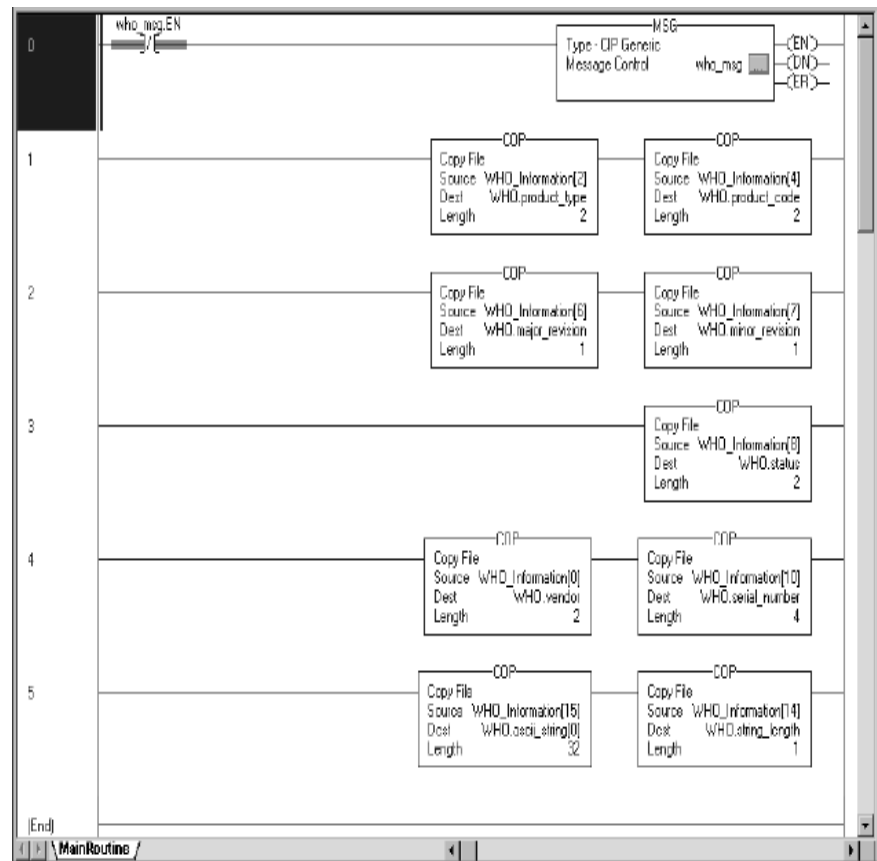 who_msg.EN
MSG
0
Type - CIP Generic
Message Control who_msg ...
EN
DN
ER
1
COP
Copy File
Source WHO_Information[2]
Dest WHO.product_type
Length 2
COP
Copy File
Source WHO_Information[4]
Dest WHO.product_code
Length 2
2
COP
Copy File
Source WHO_Information[6]
Dest WHO.major_revision
Length 1
COP
Copy File
Source WHO_Information[7]
Dest WHO.minor_revision
Length 1
3
COP
Copy File
Source WHO_Information[8]
Dest WHO.status
Length 2
4
COP
Copy File
Source WHO_Information[0]
Dest WHO.vendor
Length 2
COP
Copy File
Source WHO_Information[10]
Dest WHO.serial_number
Length 4
5
COP
Copy File
Source WHO_Information[15]
Dest WHO.ascii_string[0]
Length 32
COP
Copy File
Source WHO_Information[14]
Dest WHO.string_length
Length 1
(End)
MainRoutine